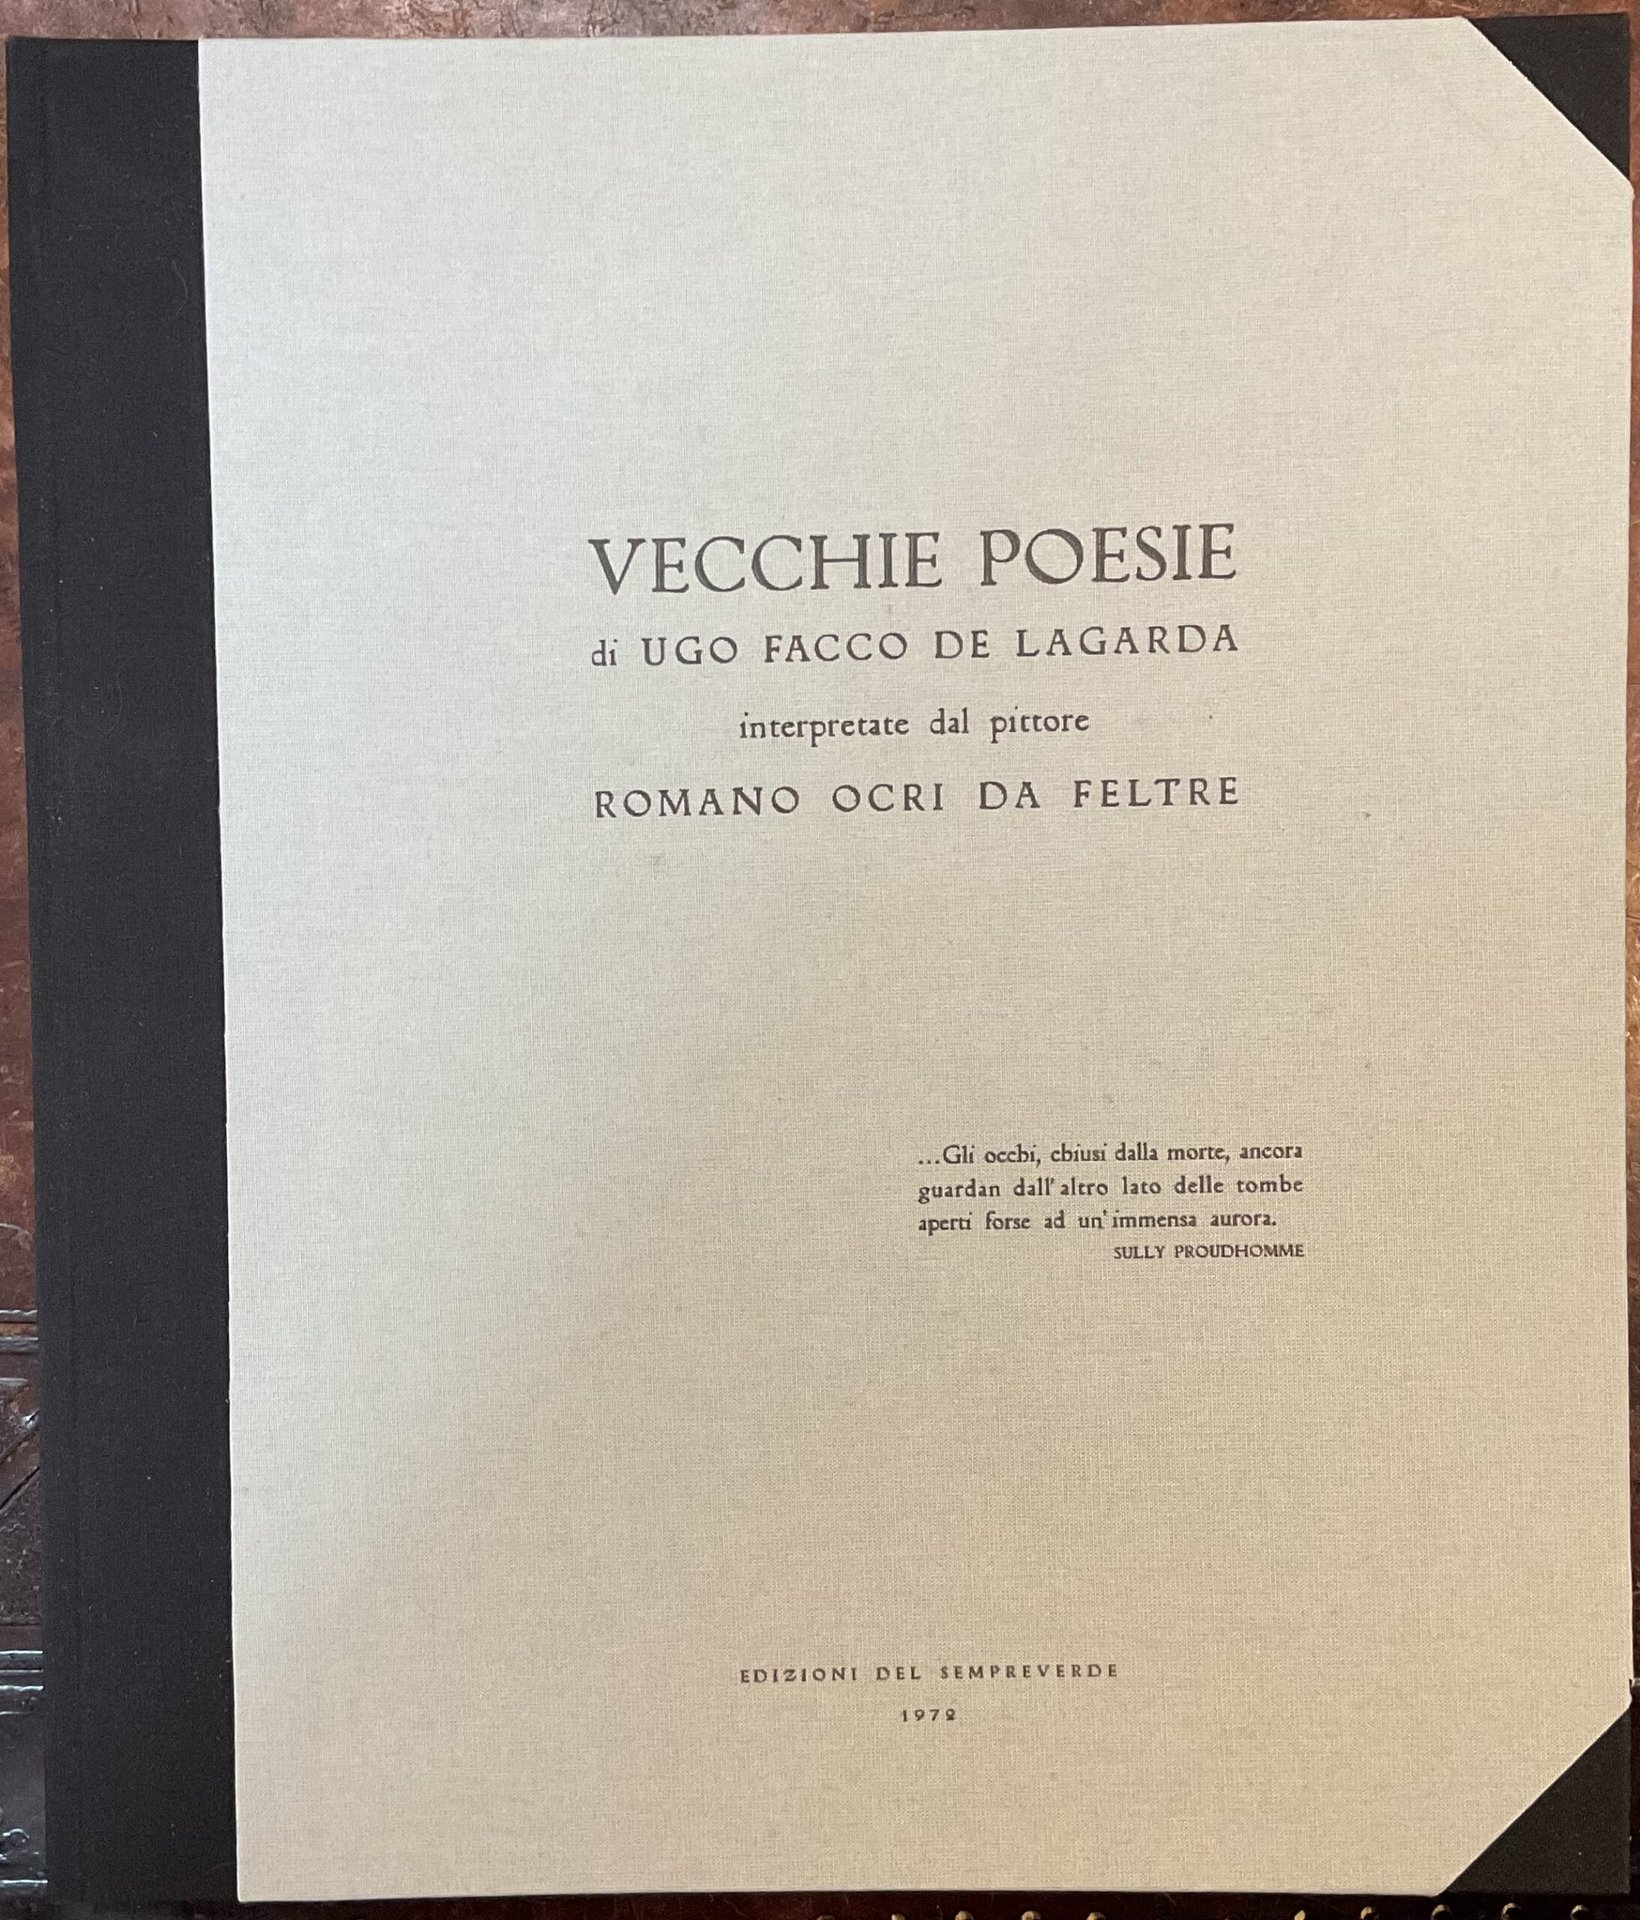 VECCHIE POESIE
di UGO FACCO DE LAGARDA
interpretate dal pittore
ROMANO OCRI DA FELTRE
...Gli occhi, chiusi dalla morte, ancora
guardan dall'altro lato delle tombe
aperti forse ad un'immensa aurora.
SULLY PROUDHOMME
EDIZIONI DEL SEMPREVERDE
1972